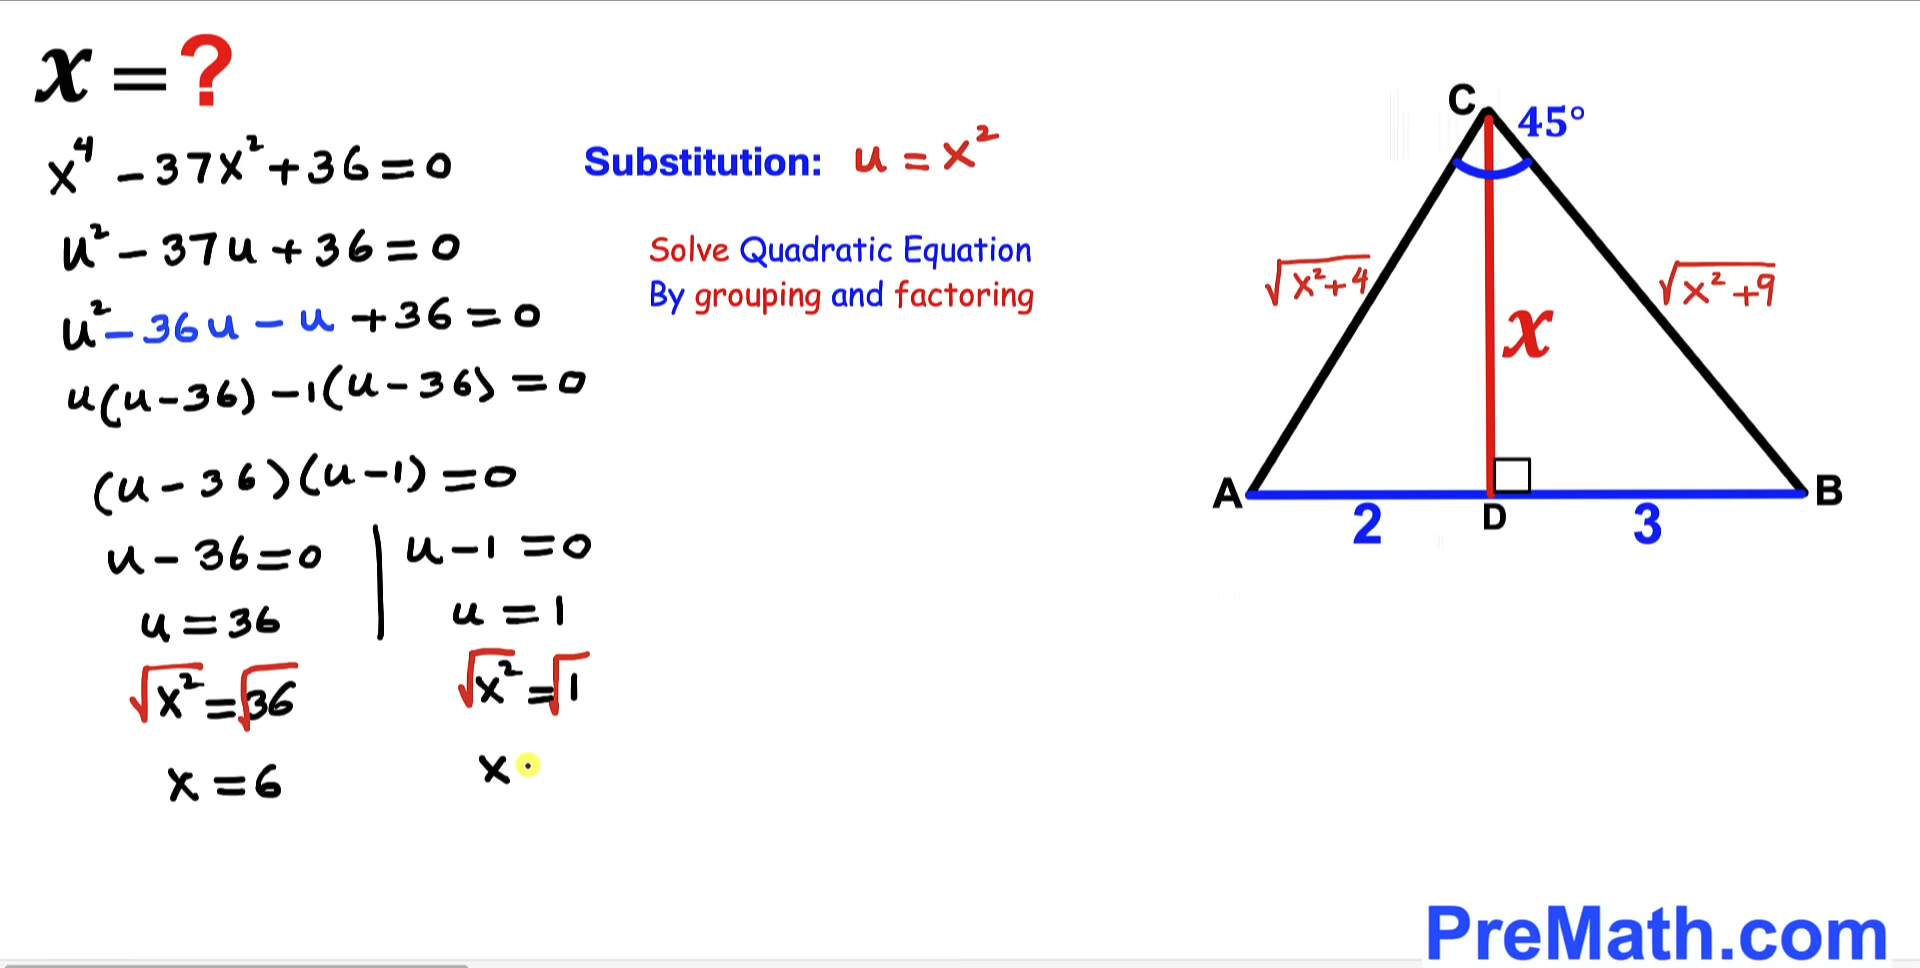 x = ?
x⁴ - 37x² + 36 = 0
u² - 37u + 36 = 0
u² - 36u - u + 36 = 0
u(u - 36) - 1(u - 36) = 0
(u - 36)(u - 1) = 0
u - 36 = 0 | u - 1 = 0
u = 36
u = 1
√x² = √36
√x² = √1
x = 6
x
Substitution: u = x²
Solve Quadratic Equation
By grouping and factoring
C
45°
√x²+4
√x²+9
x
A
B
D
2
3
PreMath.com